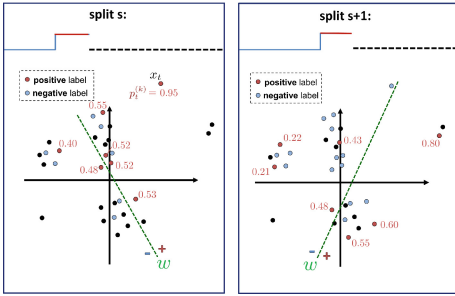 split s:
positive label
negative label
x_t
p_t^{(k)} = 0.95
0.55
0.40
0.52
0.48
0.52
0.53
- +
w
split s+1:
positive label
negative label
0.22
0.43
0.80
0.21
0.48
0.60
0.55
- +
w